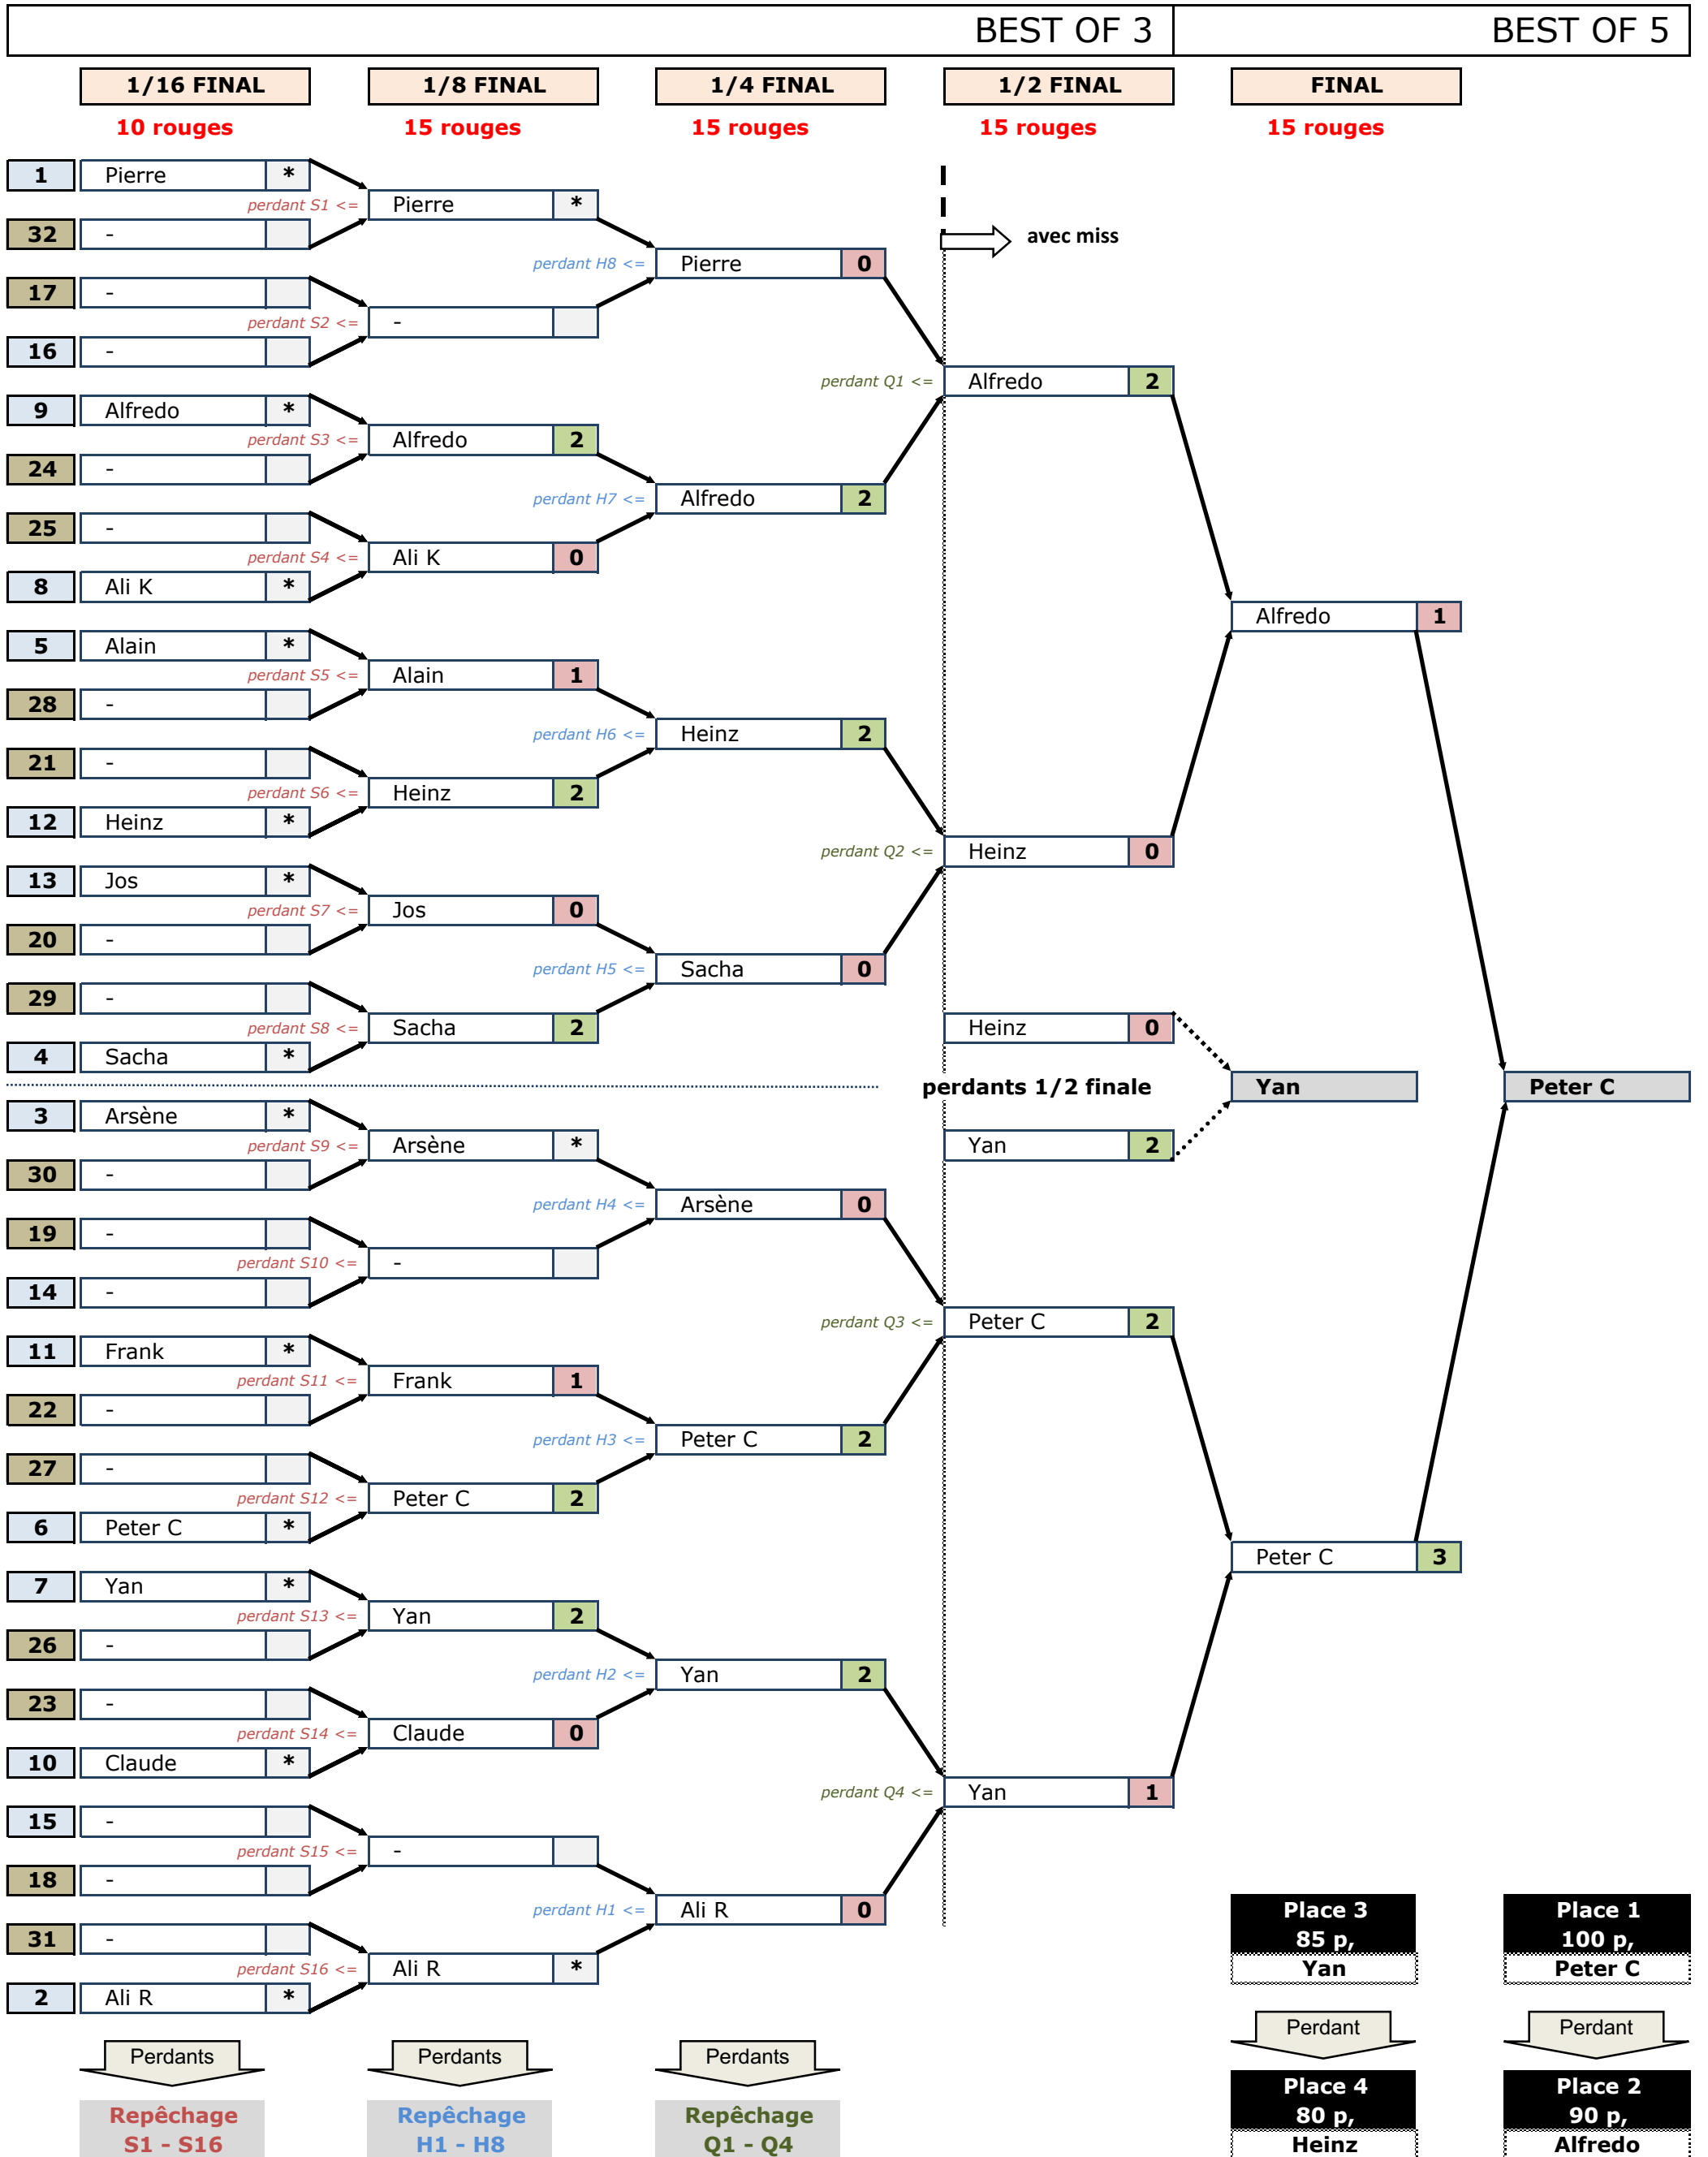 BEST OF 3 BEST OF 5
1/16 FINAL 1/8 FINAL 1/4 FINAL 1/2 FINAL FINAL
10 rouges 15 rouges 15 rouges 15 rouges 15 rouges
1 Pierre *
perdant S1 <= Pierre *
32 - avec miss
perdant H8 <= Pierre 0
17 -
perdant S2 <= -
16 -
perdant Q1 <= Alfredo 2
9 Alfredo *
perdant S3 <= Alfredo 2
24 -
perdant H7 <= Alfredo 2
25 -
perdant S4 <= Ali K 0
8 Ali K *
Alfredo 1
5 Alain *
perdant S5 <= Alain 1
28 -
perdant H6 <= Heinz 2
21 -
perdant S6 <= Heinz 2
12 Heinz *
perdant Q2 <= Heinz 0
13 Jos *
perdant S7 <= Jos 0
20 -
perdant H5 <= Sacha 0
29 -
perdant S8 <= Sacha 2 Heinz 0
4 Sacha *
perdants 1/2 finale Yan Peter C
3 Arsène *
perdant S9 <= Arsène * Yan 2
30 -
perdant H4 <= Arsène 0
19 -
perdant S10 <= -
14 -
perdant Q3 <= Peter C 2
11 Frank *
perdant S11 <= Frank 1
22 -
perdant H3 <= Peter C 2
27 -
perdant S12 <= Peter C 2
6 Peter C *
Peter C 3
7 Yan *
perdant S13 <= Yan 2
26 -
perdant H2 <= Yan 2
23 -
perdant S14 <= Claude 0
10 Claude *
perdant Q4 <= Yan 1
15 -
perdant S15 <= -
18 -
perdant H1 <= Ali R 0 Place 3 Place 1
31 - 85 p, 100 p,
perdant S16 <= Ali R * Yan Peter C
2 Ali R *
Perdant Perdant
Perdants Perdants Perdants
Place 4 Place 2
Repêchage Repêchage Repêchage 80 p, 90 p,
S1 - S16 H1 - H8 Q1 - Q4 Heinz Alfredo